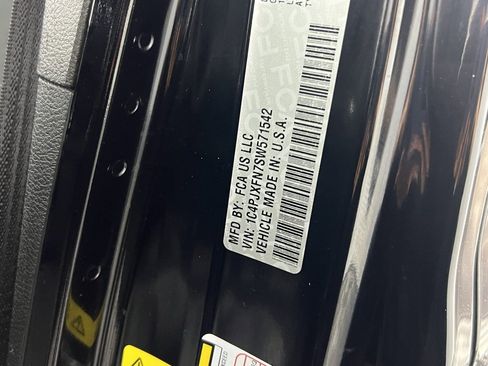 MFD BY: FCA US LLC
VIN: 1C4PJXFN7SW571542
VEHICLE MADE IN: U.S.A.